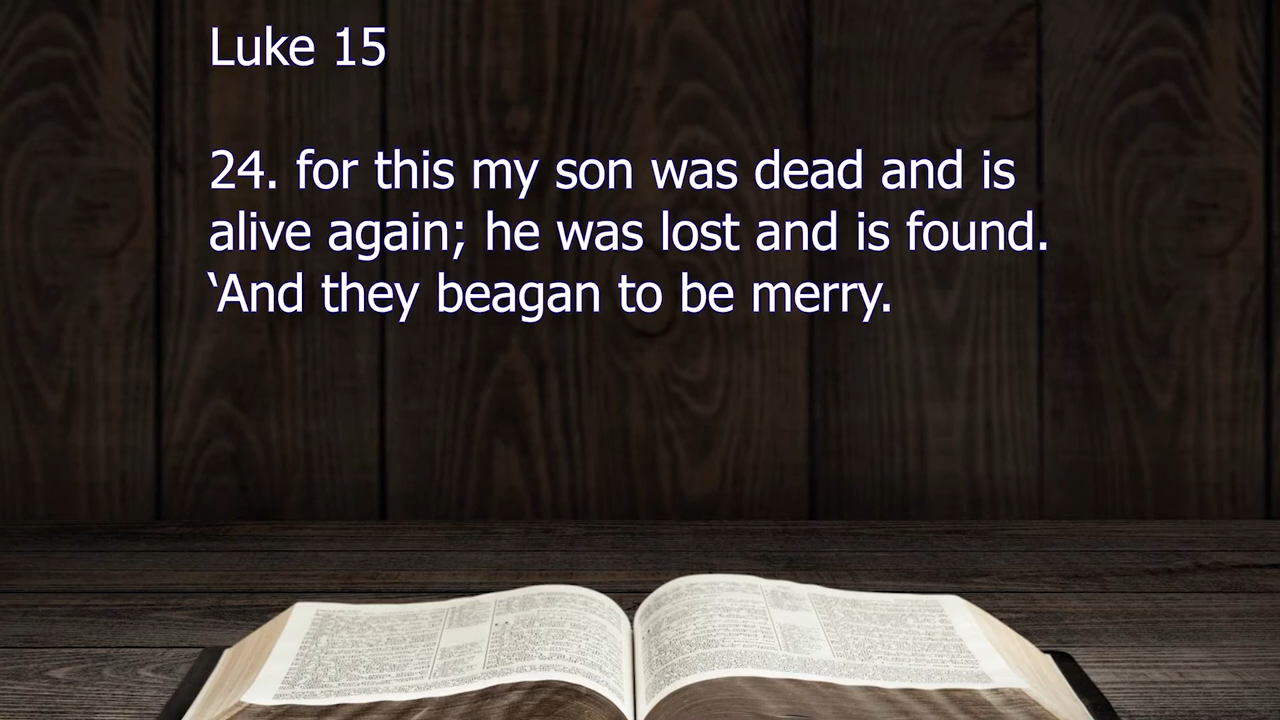 Luke 15
24. for this my son was dead and is
alive again; he was lost and is found.
‘And they beagan to be merry.